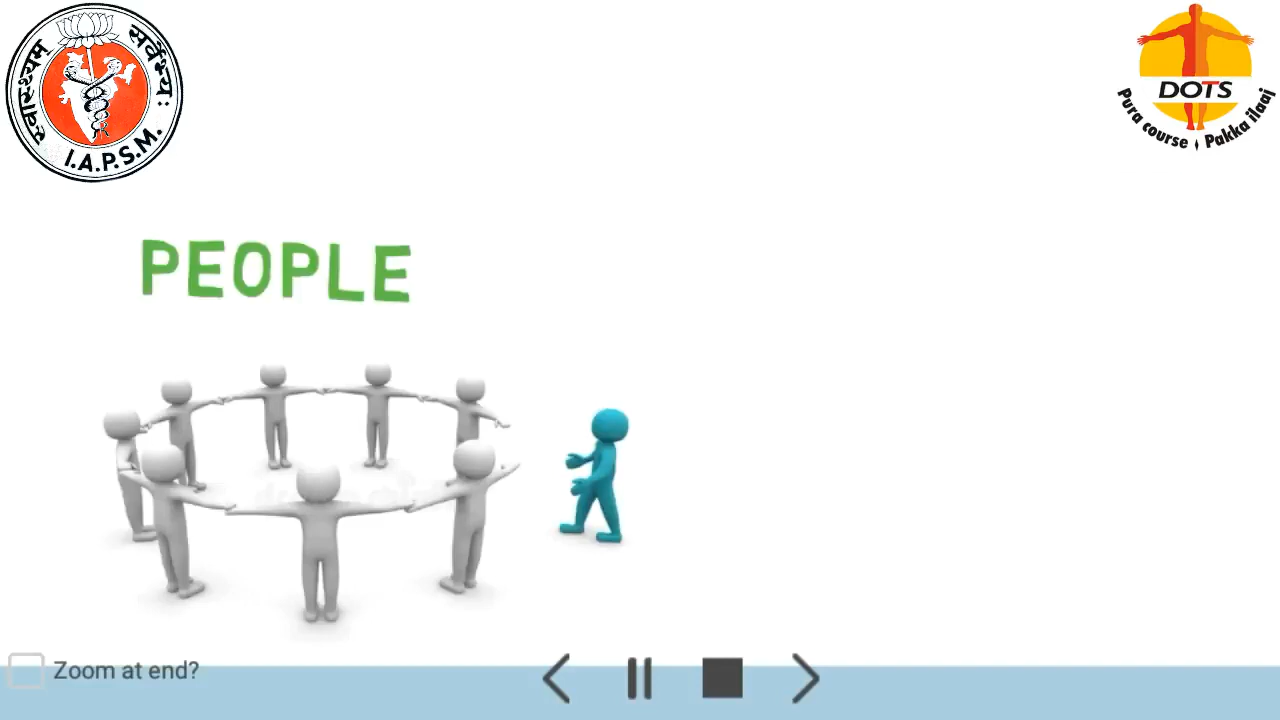 I.A.P.S.M.
DOTS
Pura course Pakka ilaaj
PEOPLE
Zoom at end?